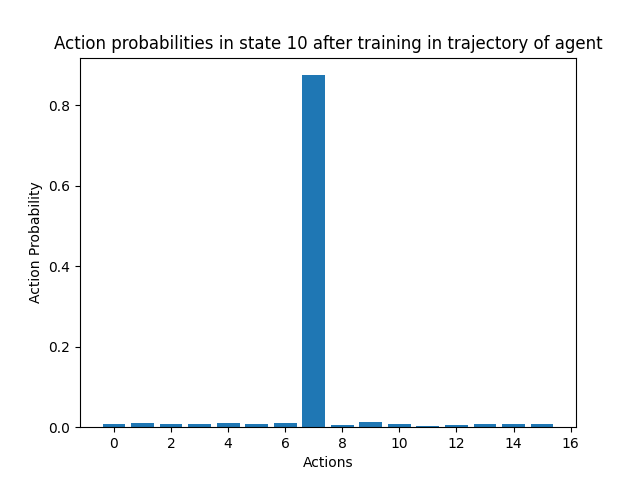 Action probabilities in state 10 after training in trajectory of agent
Action Probability
0.8
0.6
0.4
0.2
0.0
0 2 4 6 8 10 12 14 16
Actions